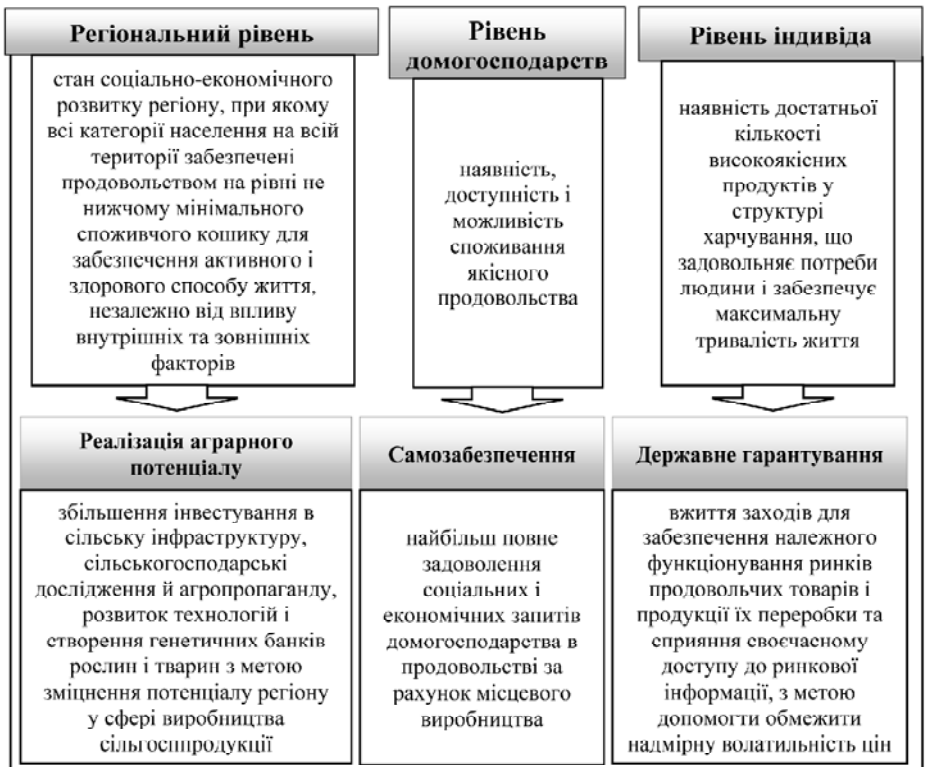 Регіональний рівень
стан соціально-економічного
розвитку регіону, при якому
всі категорії населення на всій
території забезпечені
продовольством на рівні не
нижчому мінімального
споживчого кошику для
забезпечення активного і
злорового способу життя,
незалежно від впливу
внутрішніх та зовнішніх
факторів
Рівень
домогосподарств
наявність,
доступність і
можливість
споживання
якісного
продовольства
Рівень індивіда
наявність достатньої
кількості
високоякісних
продуктів у
структурі
харчування, що
задовольняє потреби
людини і забезпечує
максимальну
тривалість життя
Реалізація аграрного
потенціалу
збільшення інвестування в
сільську інфраструктуру,
сільськогосподарські
дослідження й агропропаганду,
розвиток технологій і
створення генетичних банків
рослин і тварин з метою
зміцнення потенціалу регіону
у сфері виробництва
сільгосппродукції
Самозабезпечення
найбільш повне
задоволення
соціальних і
економічних запитів
домогосподарства в
продовольстві за
рахунок місцевого
виробництва
Державне гарантування
вжиття заходів для
забезпечення належного
функціонування ринків
продовольчих товарів і
продукції їх переробки та
сприяння своєчасному
доступу до ринкової
інформації, з метою
допомогти обмежити
надмірну волатильність цін